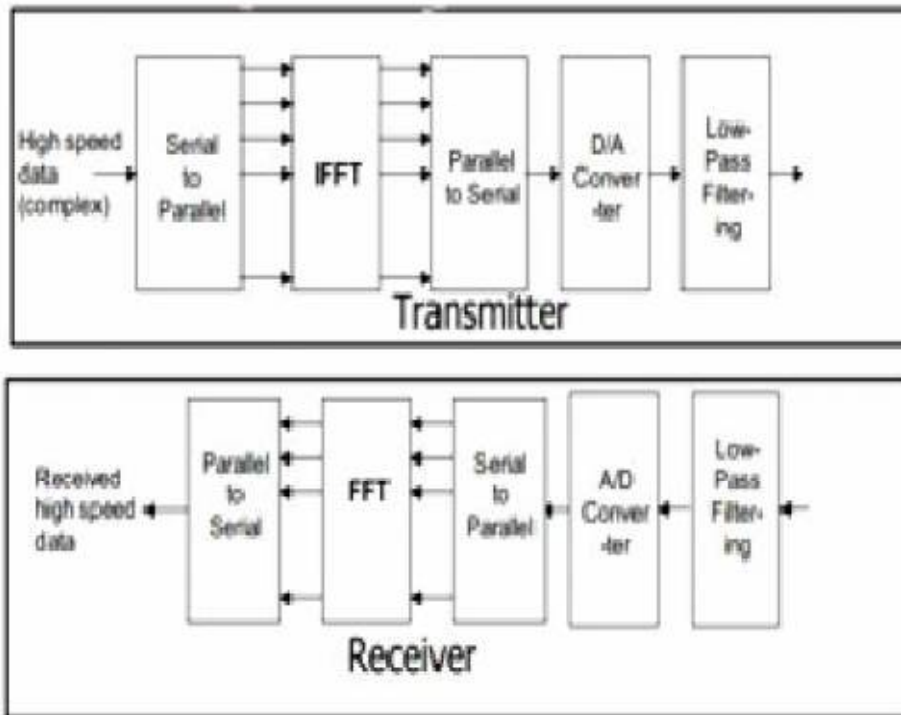 High speed
data
(complex)
Serial
to
Parallel
IFFT
Parallel
to Serial
D/A
Conver
-ter
Low-
Pass
Filter-
ing
Transmitter
Received
high speed
data
Parallel
to
Serial
FFT
Serial
to
Parallel
A/D
Conver
-ter
Low-
Pass
Filter-
ing
Receiver